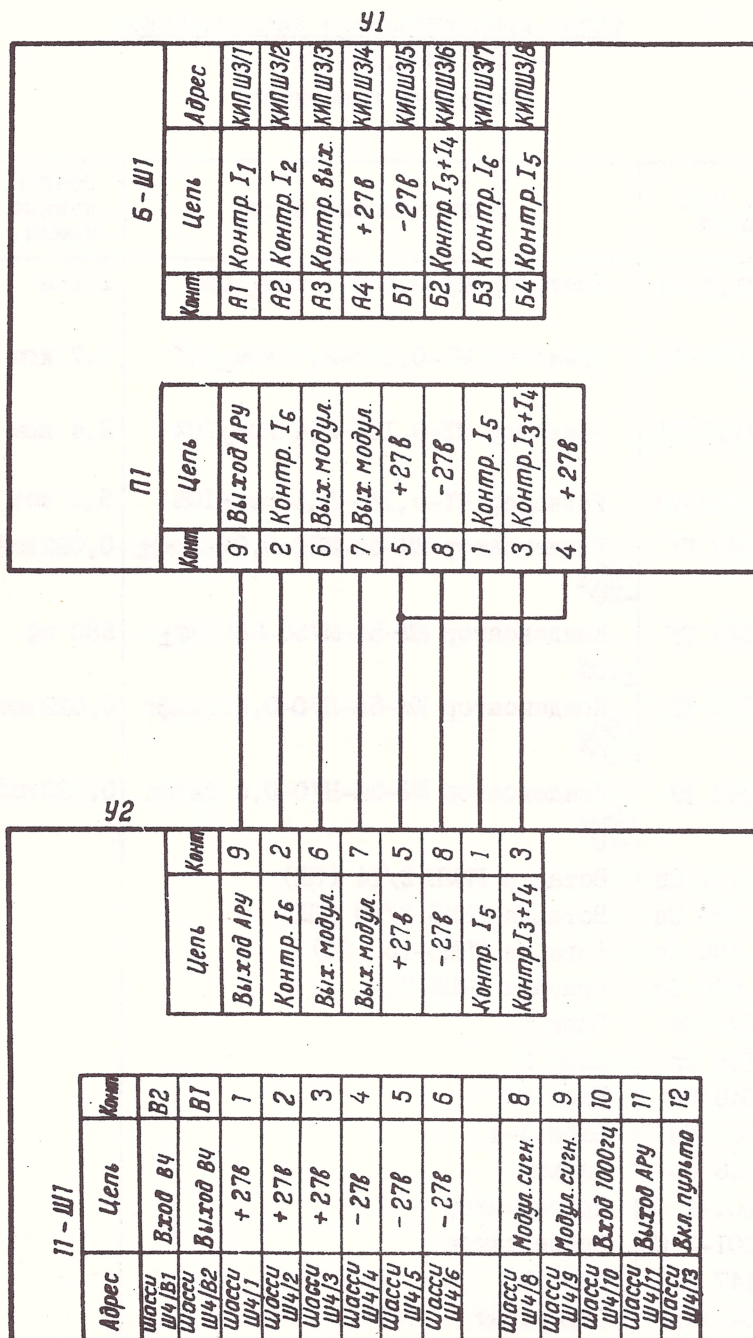 У1
Б-Ш1
Конт Цепь Адрес
А1 Контр. I1 КИПШ3/1
А2 Контр. I2 КИПШ3/2
А3 Контр. вых. КИПШ3/3
А4 +27в КИПШ3/4
Б1 -27в КИПШ3/5
Б2 Контр. I3+I4 КИПШ3/6
Б3 Контр. I6 КИПШ3/7
Б4 Контр. I5 КИПШ3/8
П1
Конт Цепь
9 Выход АРУ
2 Контр. I6
6 Вых. модул.
7 Вых. модул.
5 +27в
8 -27в
1 Контр. I5
3 Контр. I3+I4
4 +27в
У2
Цепь Конт
Выход АРУ 9
Контр. I6 2
Вых. модул. 6
Вых. модул. 7
+27в 5
-27в 8
Контр. I5 1
Контр. I3+I4 3
П-Ш1
Адрес Цепь Конт
Шасси Ш4/В1 Вход ВЧ В2
Шасси Ш4/В2 Выход ВЧ В1
Шасси Ш4/1 +27в 1
Шасси Ш4/2 +27в 2
Шасси Ш4/3 +27в 3
Шасси Ш4/4 -27в 4
Шасси Ш4/5 -27в 5
Шасси Ш4/6 -27в 6
Шасси Ш4/8 Модул. сигн. 8
Шасси Ш4/9 Модул. сигн. 9
Шасси Ш4/10 Вход 1000гц 10
Шасси Ш4/11 Выход АРУ 11
Шасси Ш4/13 Вкл. пульта 12